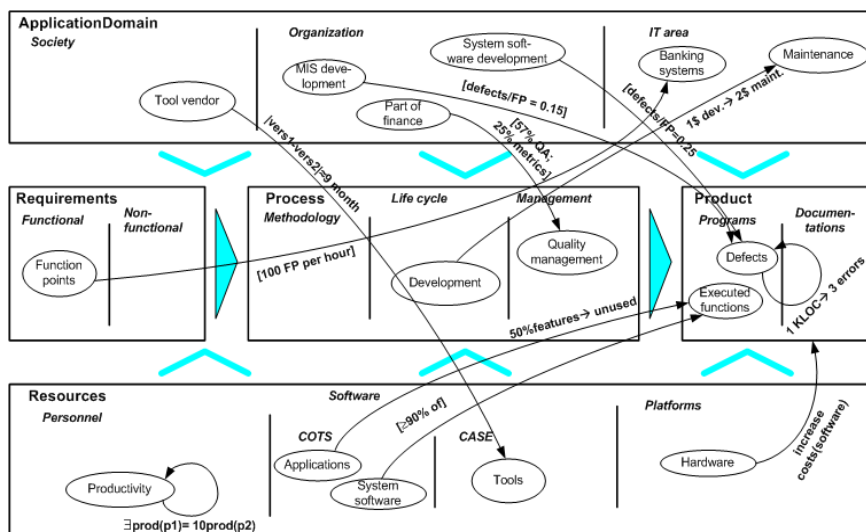 ApplicationDomain
Society
Organization
IT area
System soft-
ware development
MIS deve-
lopment
Banking
systems
Maintenance
Tool vendor
Part of
finance
[defects/FP = 0.15]
[defects/FP=0.25
1$ dev.→ 2$ maint.
[57% QA;
25% metrics]
|vers1-vers2|≈9 month
Requirements
Functional
Non-
functional
Function
points
Process
Methodology
Life cycle
Management
[100 FP per hour]
Development
Quality
management
Product
Programs
Documen-
tations
Defects
Executed
functions
50%features→ unused
1 KLOC→ 3 errors
Resources
Personnel
Software
Platforms
[≥90% of]
COTS
CASE
Applications
System
software
Tools
Hardware
increase
costs(software)
Productivity
∃prod(p1)= 10prod(p2)